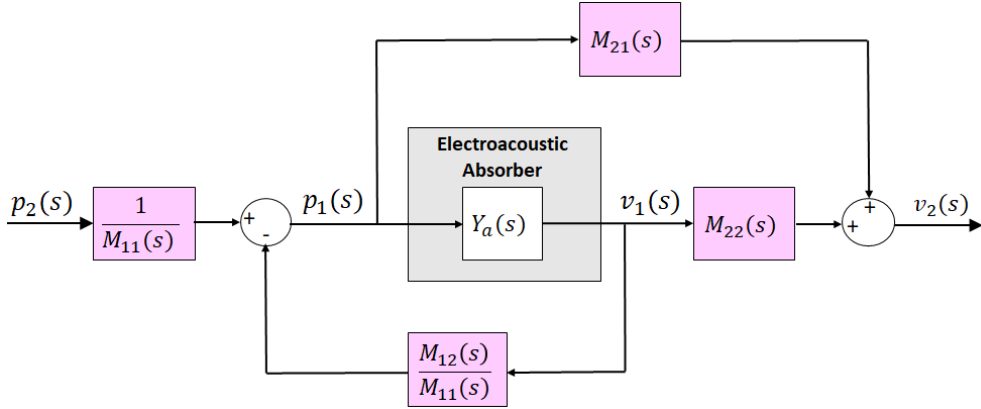 M₂₁(s)
+
Electroacoustic
Absorber
p₂(s)
1
M₁₁(s)
+
-
p₁(s)
Yₐ(s)
v₁(s)
M₂₂(s)
+
v₂(s)
M₁₂(s)
M₁₁(s)